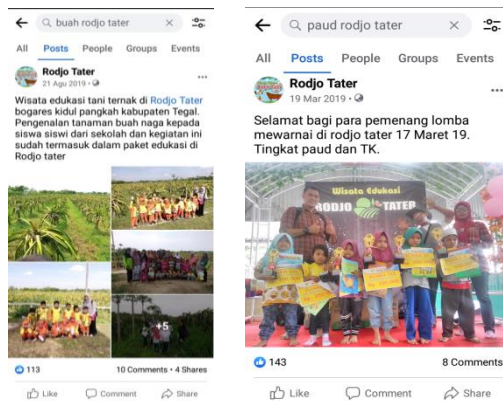 buah rodjo tater
All Posts People Groups Events
Rodjo Tater
21 Agu 2019
Wisata edukasi tani ternak di Rodjo Tater
bogares kidul pangkah kabupaten Tegal.
Pengenalan tanaman buah naga kepada
siswa siswi dari sekolah dan kegiatan ini
sudah termasuk dalam paket edukasi di
Rodjo tater
+5
113 10 Comments • 4 Shares
Like Comment Share
paud rodjo tater
All Posts People Groups Events
Rodjo Tater
19 Mar 2019
Selamat bagi para pemenang lomba
mewarnai di rodjo tater 17 Maret 19.
Tingkat paud dan TK.
Wisata Edukasi
RODJO TATER
143 8 Comments
Like Comment Share